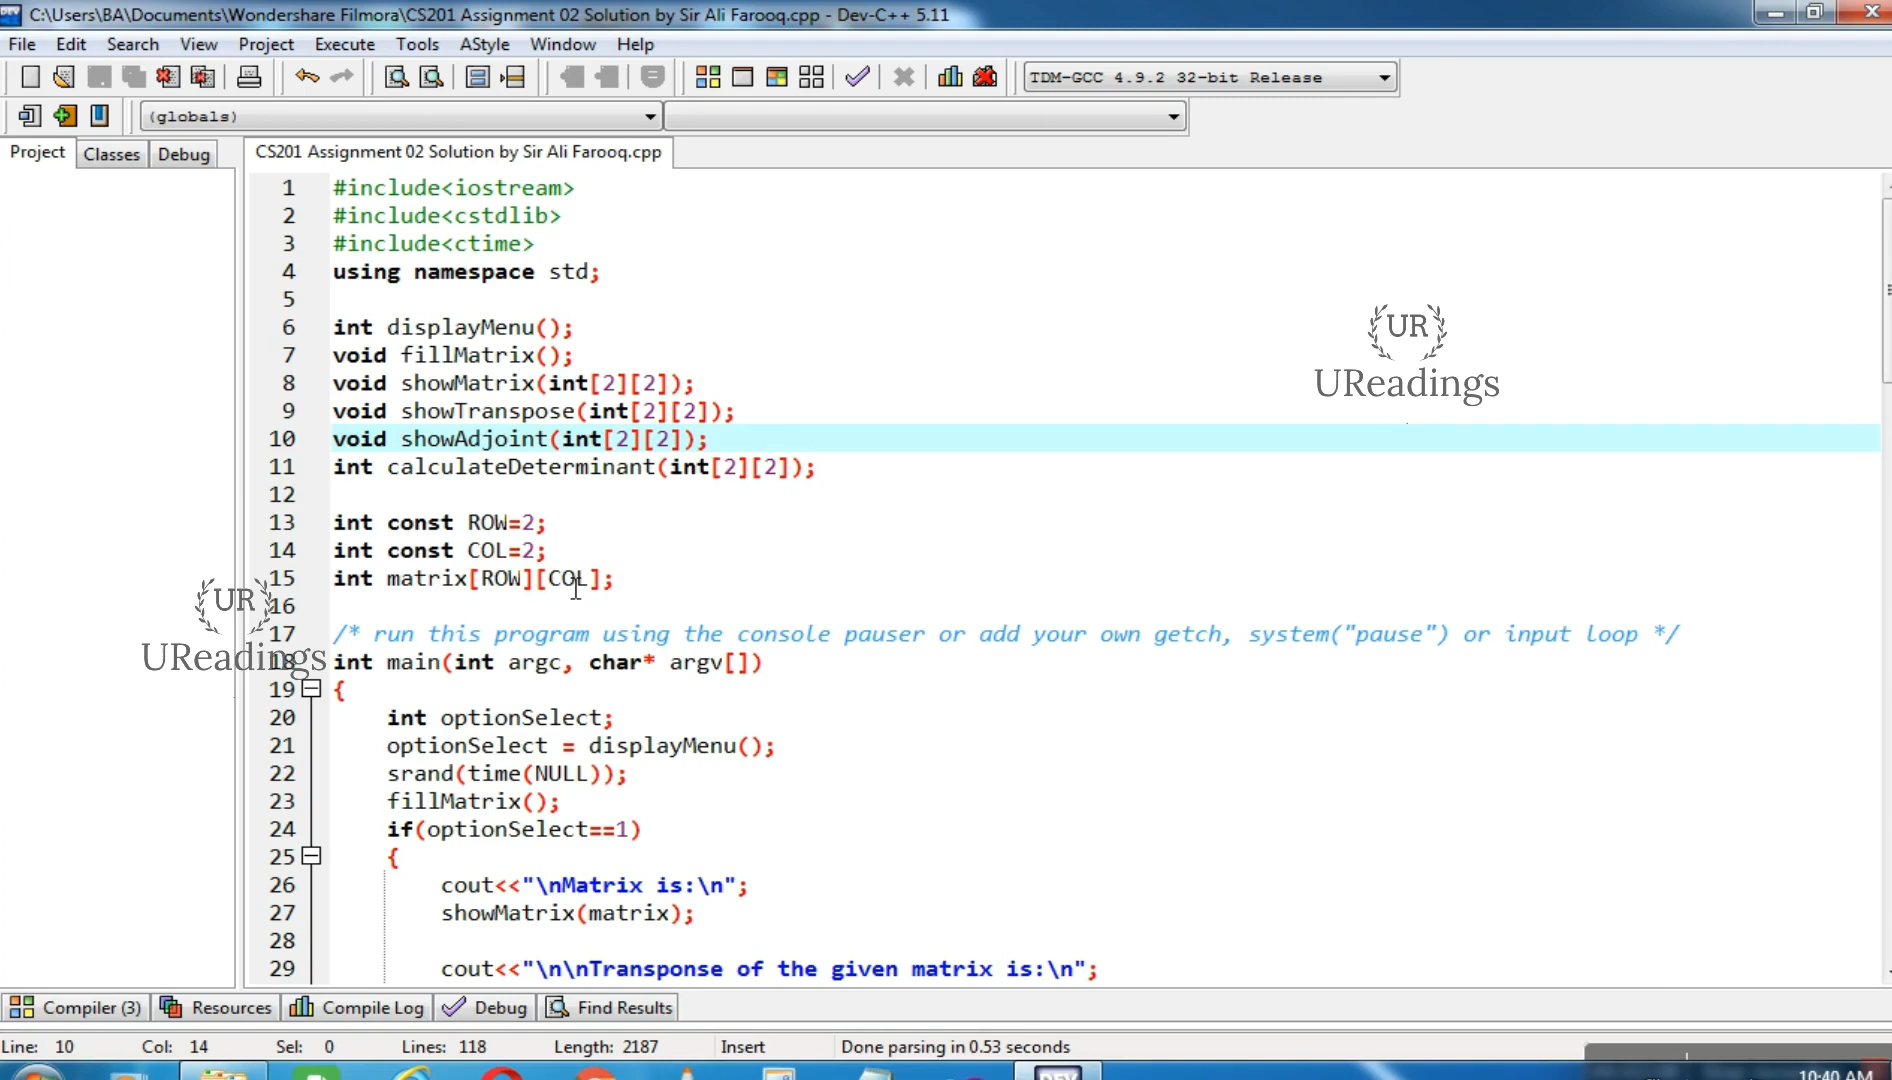 C:\Users\BA\Documents\Wondershare Filmora\CS201 Assignment 02 Solution by Sir Ali Farooq.cpp - Dev-C++ 5.11
File Edit Search View Project Execute Tools AStyle Window Help
TDM-GCC 4.9.2 32-bit Release
(globals)
Project Classes Debug
CS201 Assignment 02 Solution by Sir Ali Farooq.cpp
1 #include<iostream>
2 #include<cstdlib>
3 #include<ctime>
4 using namespace std;
5
6 int displayMenu();
7 void fillMatrix();
8 void showMatrix(int[2][2]);
9 void showTranspose(int[2][2]);
10 void showAdjoint(int[2][2]);
11 int calculateDeterminant(int[2][2]);
12
13 int const ROW=2;
14 int const COL=2;
15 int matrix[ROW][COL];
16
17 /* run this program using the console pauser or add your own getch, system("pause") or input loop */
18 int main(int argc, char* argv[])
19 {
20 int optionSelect;
21 optionSelect = displayMenu();
22 srand(time(NULL));
23 fillMatrix();
24 if(optionSelect==1)
25 {
26 cout<<"\nMatrix is:\n";
27 showMatrix(matrix);
28
29 cout<<"\n\nTransponse of the given matrix is:\n";
UR
UReadings
UR
UReadings
Compiler (3) Resources Compile Log Debug Find Results
Line: 10 Col: 14 Sel: 0 Lines: 118 Length: 2187 Insert Done parsing in 0.53 seconds
DEV
10:40 AM